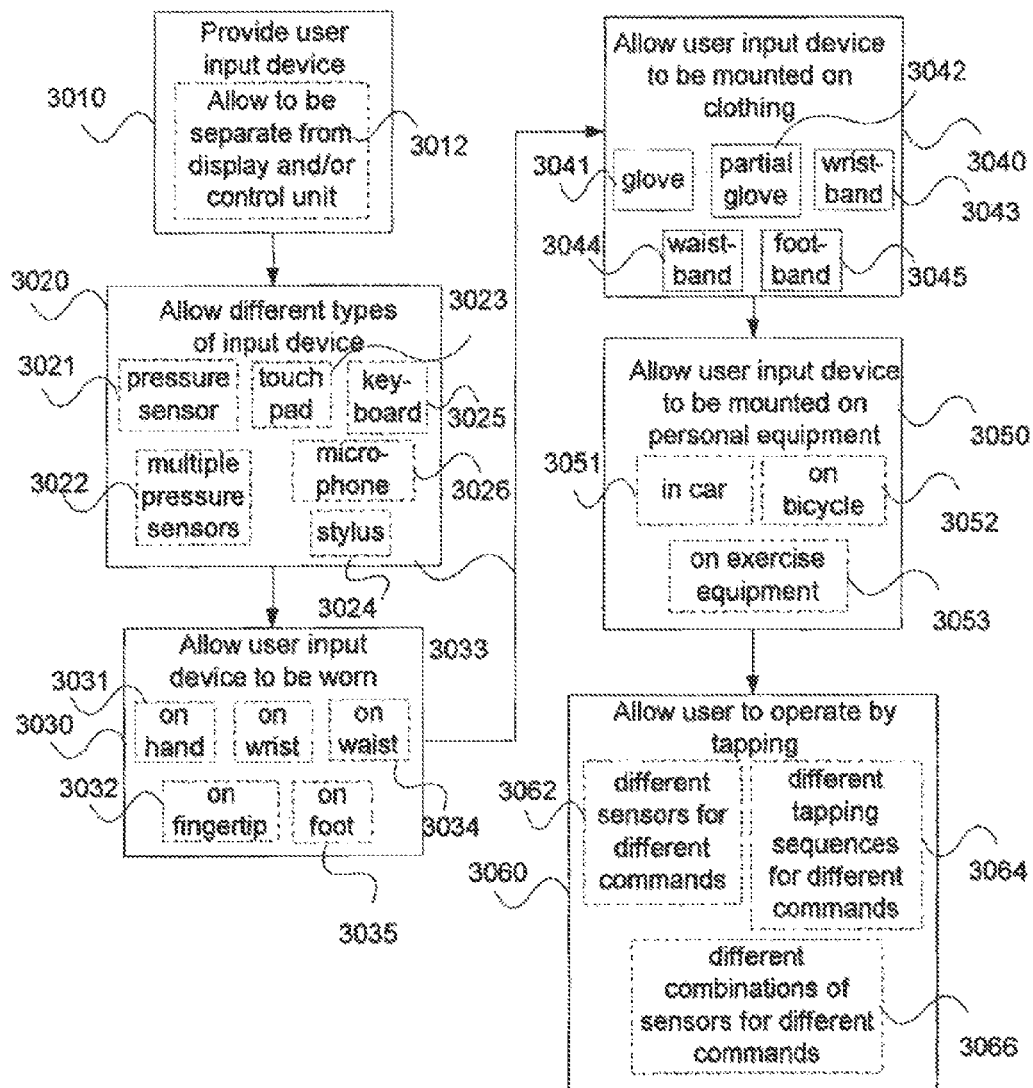 Provide user
input device
3010
Allow to be
separate from
display and/or
control unit
3012
3020
Allow different types
of input device
3023
3021
pressure
sensor
touch
pad
key-
board
3025
3022
multiple
pressure
sensors
micro-
phone
3026
stylus
3024
Allow user input
device to be worn
3033
3031
3030
on
hand
on
wrist
on
waist
3032
on
fingertip
on
foot
3034
3035
Allow user input device
to be mounted on
clothing
3042
3040
3041
glove
partial
glove
wrist-
band
3043
3044
waist-
band
foot-
band
3045
Allow user input device
to be mounted on
personal equipment
3050
3051
in car
on
bicycle
3052
on exercise
equipment
3053
Allow user to operate by
tapping
3062
different
sensors for
different
commands
different
tapping
sequences
for different
commands
3064
3060
different
combinations of
sensors for different
commands
3066